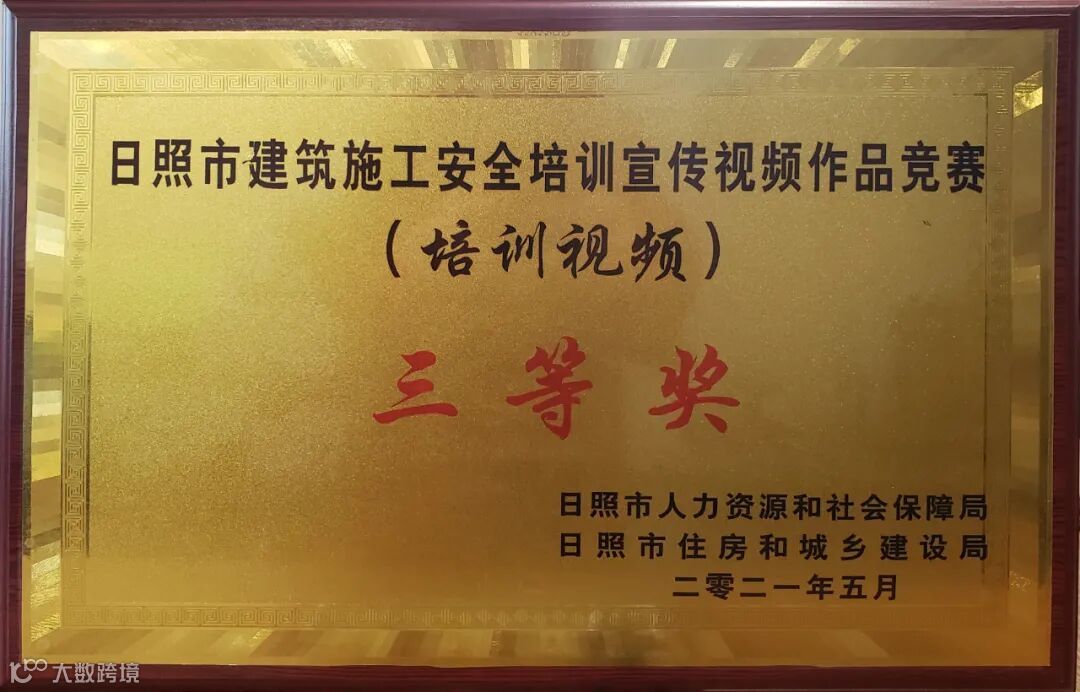 日照市建筑施工安全培训宣传视频作品竞赛
（培训视频）
三等奖
日照市人力资源和社会保障局
日照市住房和城乡建设局
二零二一年五月
大数跨境